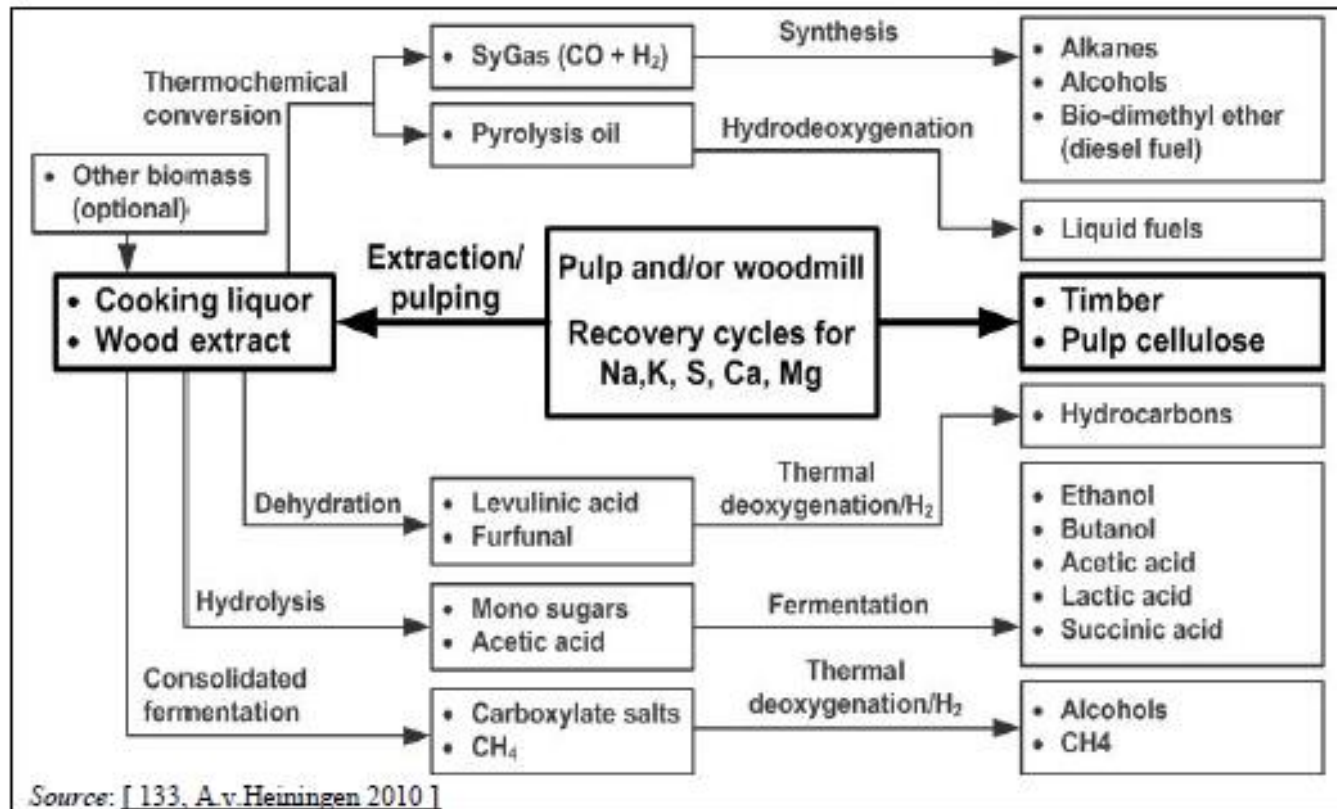 • SyGas (CO + H₂)
Synthesis
• Alkanes
• Alcohols
• Bio-dimethyl ether
(diesel fuel)
Thermochemical
conversion
• Pyrolysis oil
Hydrodeoxygenation
• Other biomass
(optional)
• Liquid fuels
Extraction/
pulping
Pulp and/or woodmill
Recovery cycles for
Na,K, S, Ca, Mg
• Cooking liquor
• Wood extract
• Timber
• Pulp cellulose
• Hydrocarbons
Dehydration
• Levulinic acid
• Furfunal
Thermal
deoxygenation/H₂
• Ethanol
• Butanol
• Acetic acid
• Lactic acid
• Succinic acid
Hydrolysis
• Mono sugars
• Acetic acid
Fermentation
Consolidated
fermentation
• Carboxylate salts
• CH₄
Thermal
deoxygenation/H₂
• Alcohols
• CH4
Source: [ 133, A.v.Heiningen 2010 ]